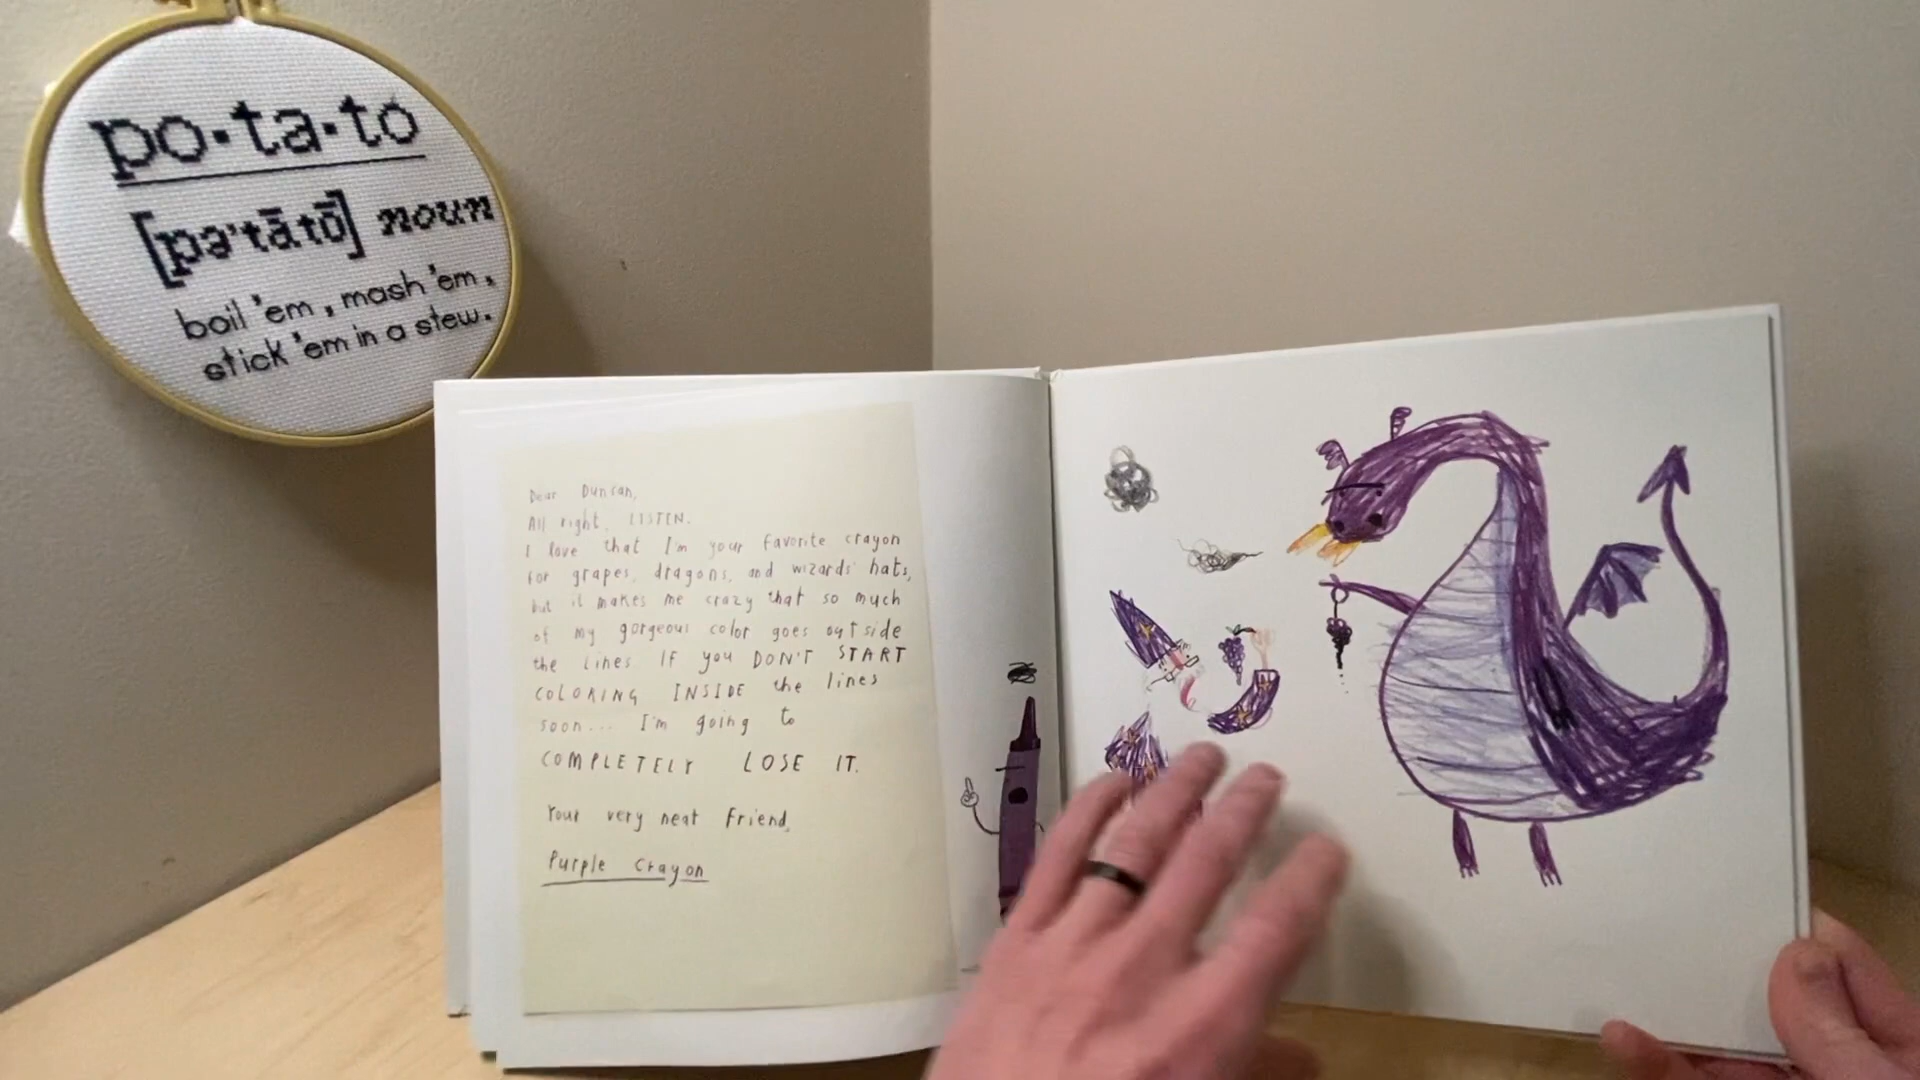 po·ta·to
[pə'tātō] noun
boil 'em, mash 'em,
stick 'em in a stew.
Dear Duncan,
All right, LISTEN.
I love that I'm your favorite crayon
for grapes, dragons, and wizards' hats,
but it makes me crazy that so much
of my gorgeous color goes outside
the lines. IF you DON'T START
COLORING INSIDE the lines
soon... I'm going to
COMPLETELY LOSE IT.
Your very neat friend,
Purple Crayon